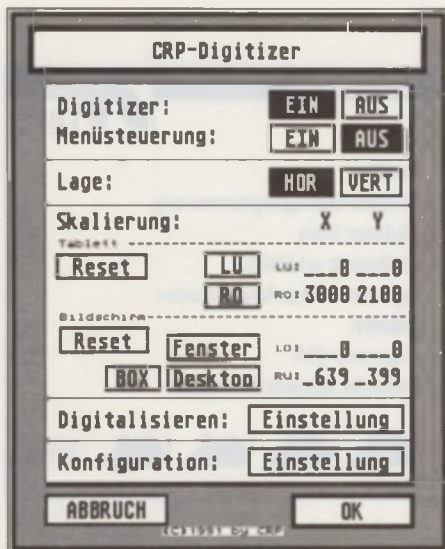 CRP-Digitizer
Digitizer: EIN AUS
Menüsteuerung: EIN AUS
Lage: HOR VERT
Skalierung: X Y
Tablett
Reset LU LU: ___0 ___0
RO RO: 3000 2100
Bildschirm
Reset Fenster LO: ___0 ___0
BOX Desktop RU: _639 _399
Digitalisieren: Einstellung
Konfiguration: Einstellung
ABBRUCH OK
(C)1991 by CRP